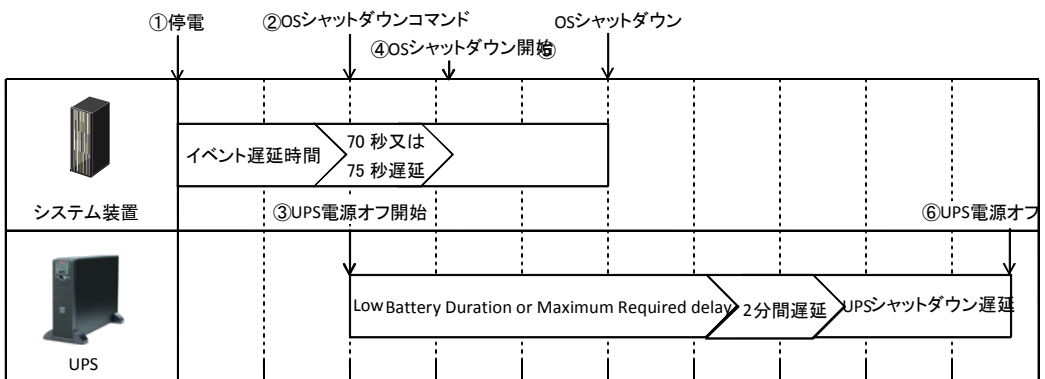 ①停電
②OSシャットダウンコマンド
OSシャットダウン
④OSシャットダウン開始
⑤
イベント遅延時間
70 秒又は
75 秒遅延
システム装置
③UPS電源オフ開始
⑥UPS電源オフ
Low Battery Duration or Maximum Required delay
2分間遅延
UPSシャットダウン遅延
UPS